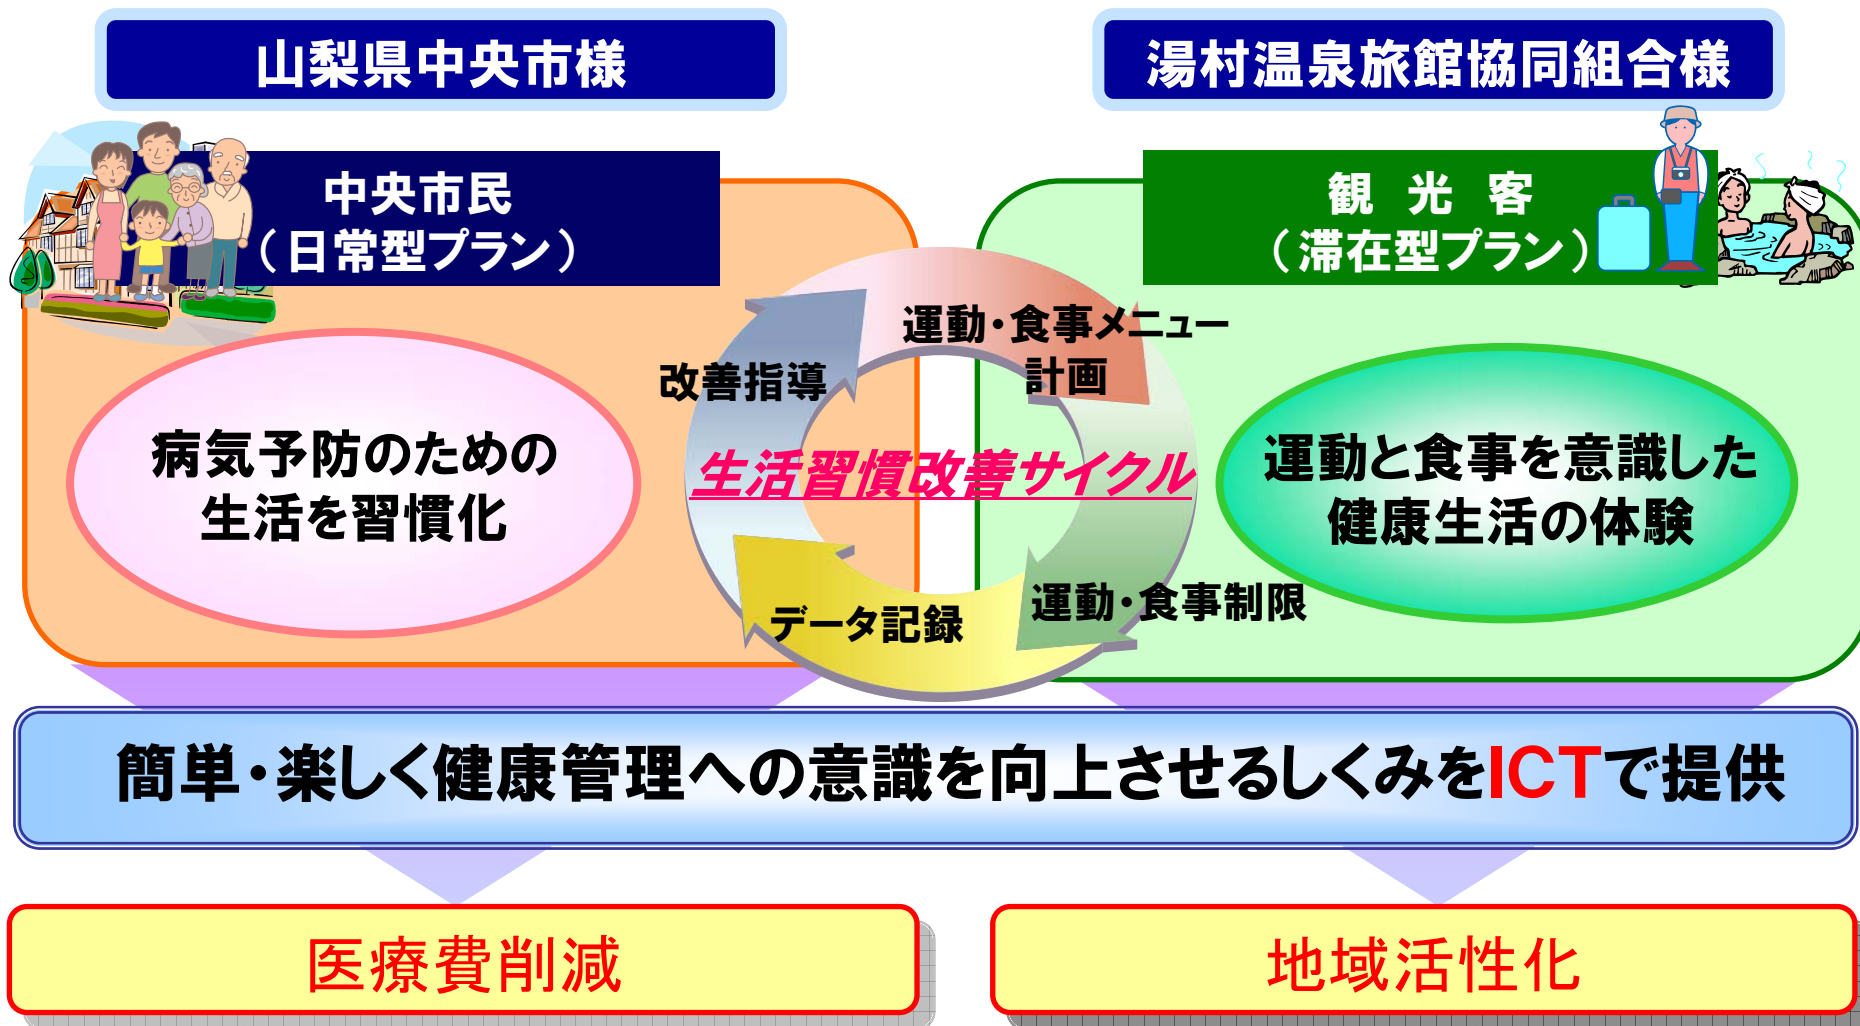 山梨県中央市様
湯村温泉旅館協同組合様
中央市民
（日常型プラン）
観 光 客
（滞在型プラン）
病気予防のための
生活を習慣化
改善指導
運動・食事メニュー
計画
生活習慣改善サイクル
データ記録
運動・食事制限
運動と食事を意識した
健康生活の体験
簡単・楽しく健康管理への意識を向上させるしくみをICTで提供
医療費削減
地域活性化